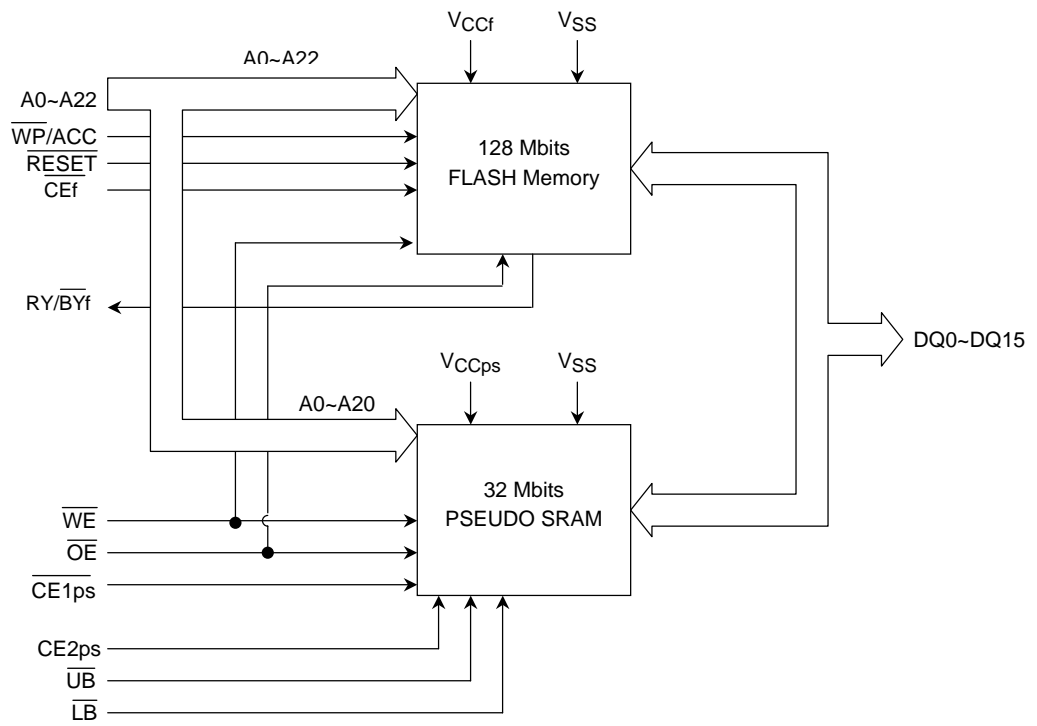 VCCf
VSS
A0~A22
A0~A22
WP/ACC
RESET
CEf
128 Mbits
FLASH Memory
RY/BYf
DQ0~DQ15
VCCps
VSS
A0~A20
32 Mbits
PSEUDO SRAM
WE
OE
CE1ps
CE2ps
UB
LB